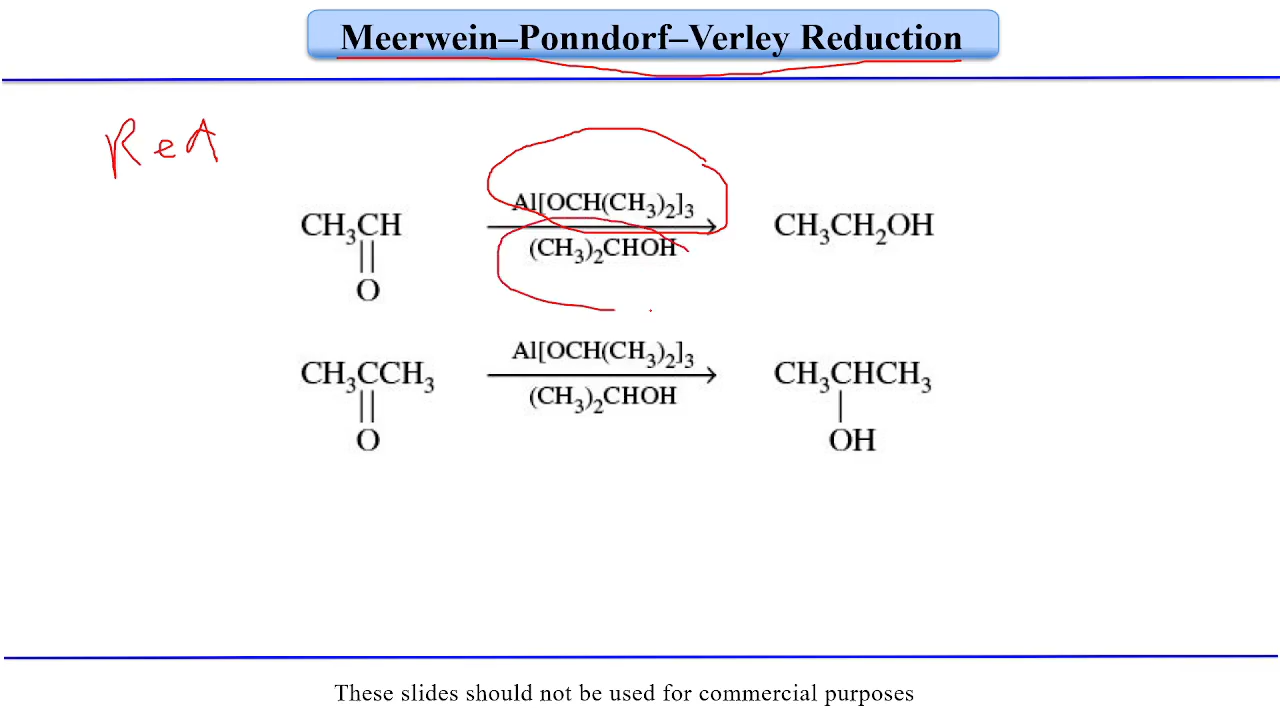 Meerwein–Ponndorf–Verley Reduction
Red
CH₃CH Al[OCH(CH₃)₂]₃ CH₃CH₂OH
(CH₃)₂CHOH
O
CH₃CCH₃ Al[OCH(CH₃)₂]₃ CH₃CHCH₃
(CH₃)₂CHOH
O OH
These slides should not be used for commercial purposes